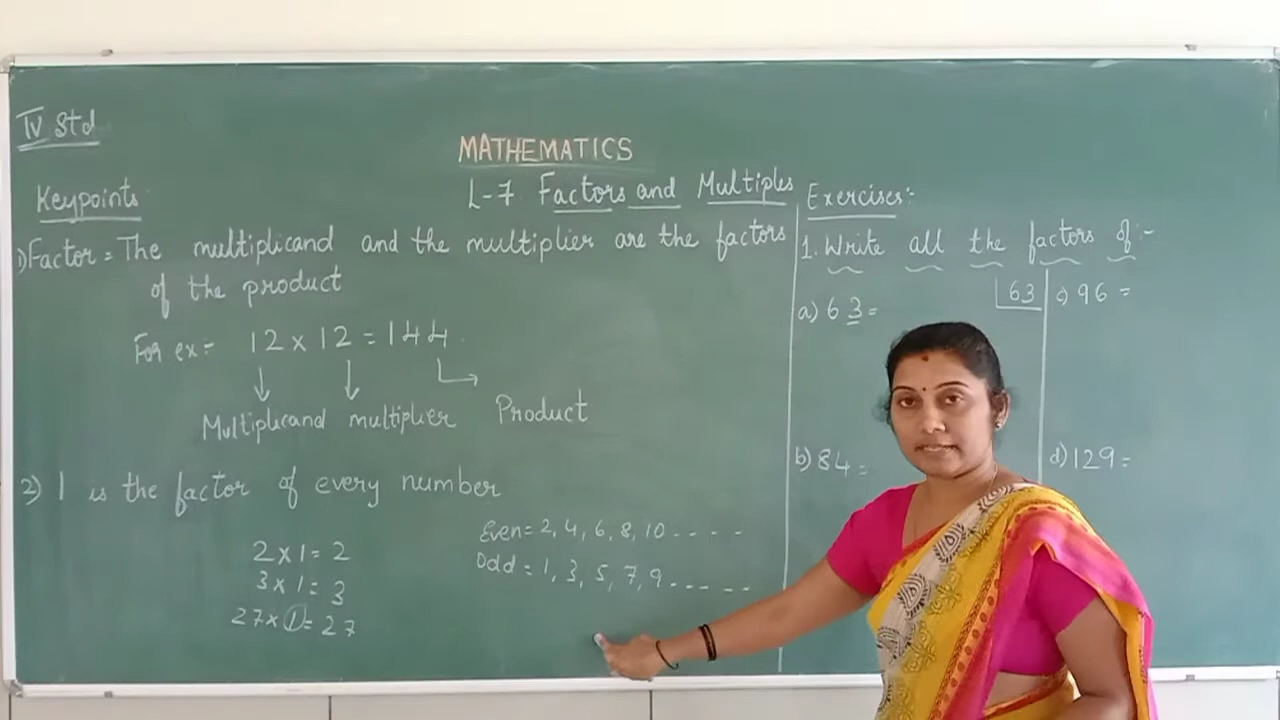 IV Std
MATHEMATICS
L-7 Factors and Multiples
Keypoints
1) Factor = The multiplicand and the multiplier are the factors
of the product
For ex:- 12 x 12 = 144
Multiplicand multiplier Product
2) 1 is the factor of every number
2 x 1 = 2
3 x 1 = 3
27 x 1 = 27
Even = 2, 4, 6, 8, 10 - - - -
Odd = 1, 3, 5, 7, 9 - - - - -
Exercises:-
1. Write all the factors of :-
a) 63 =
63
b) 84 =
c) 96 =
d) 129 =